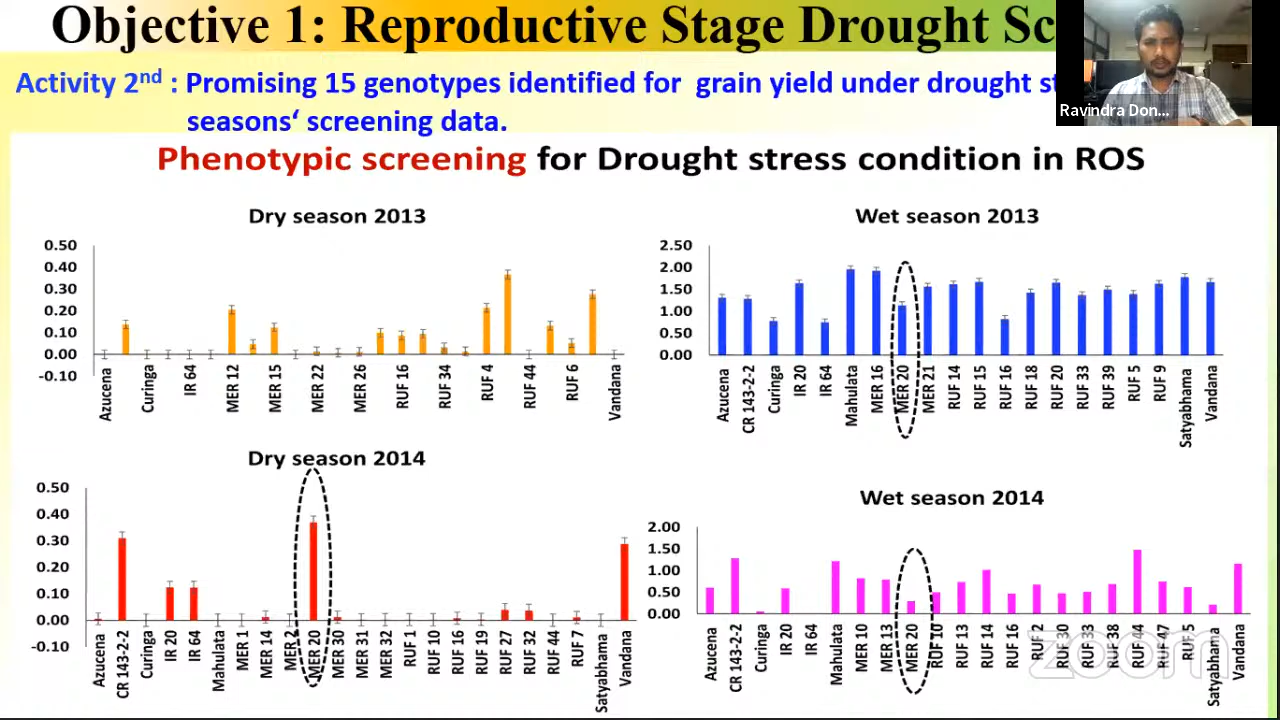 Objective 1: Reproductive Stage Drought Sc
Activity 2nd : Promising 15 genotypes identified for grain yield under drought st
seasons‘ screening data.
Ravindra Don...
Phenotypic screening for Drought stress condition in ROS
Dry season 2013
0.50
0.40
0.30
0.20
0.10
0.00
-0.10
Azucena
Curinga
IR 64
MER 12
MER 15
MER 22
MER 26
RUF 16
RUF 34
RUF 4
RUF 44
RUF 6
Vandana
Wet season 2013
2.50
2.00
1.50
1.00
0.50
0.00
Azucena
CR 143-2-2
Curinga
IR 20
IR 64
Mahulata
MER 16
MER 20
MER 21
RUF 14
RUF 15
RUF 16
RUF 18
RUF 20
RUF 33
RUF 39
RUF 5
RUF 9
Satyabhama
Vandana
Dry season 2014
0.50
0.40
0.30
0.20
0.10
0.00
-0.10
Azucena
CR 143-2-2
Curinga
IR 20
IR 64
Mahulata
MER 1
MER 14
MER 2
MER 20
MER 30
MER 31
MER 32
RUF 1
RUF 10
RUF 16
RUF 19
RUF 27
RUF 32
RUF 44
RUF 7
Satyabhama
Vandana
Wet season 2014
2.00
1.50
1.00
0.50
0.00
Azucena
CR 143-2-2
Curinga
IR 20
IR 64
Mahulata
MER 10
MER 13
MER 20
RUF 10
RUF 13
RUF 14
RUF 16
RUF 2
RUF 30
RUF 33
RUF 38
RUF 44
RUF 47
RUF 5
Satyabhama
Vandana
zoom